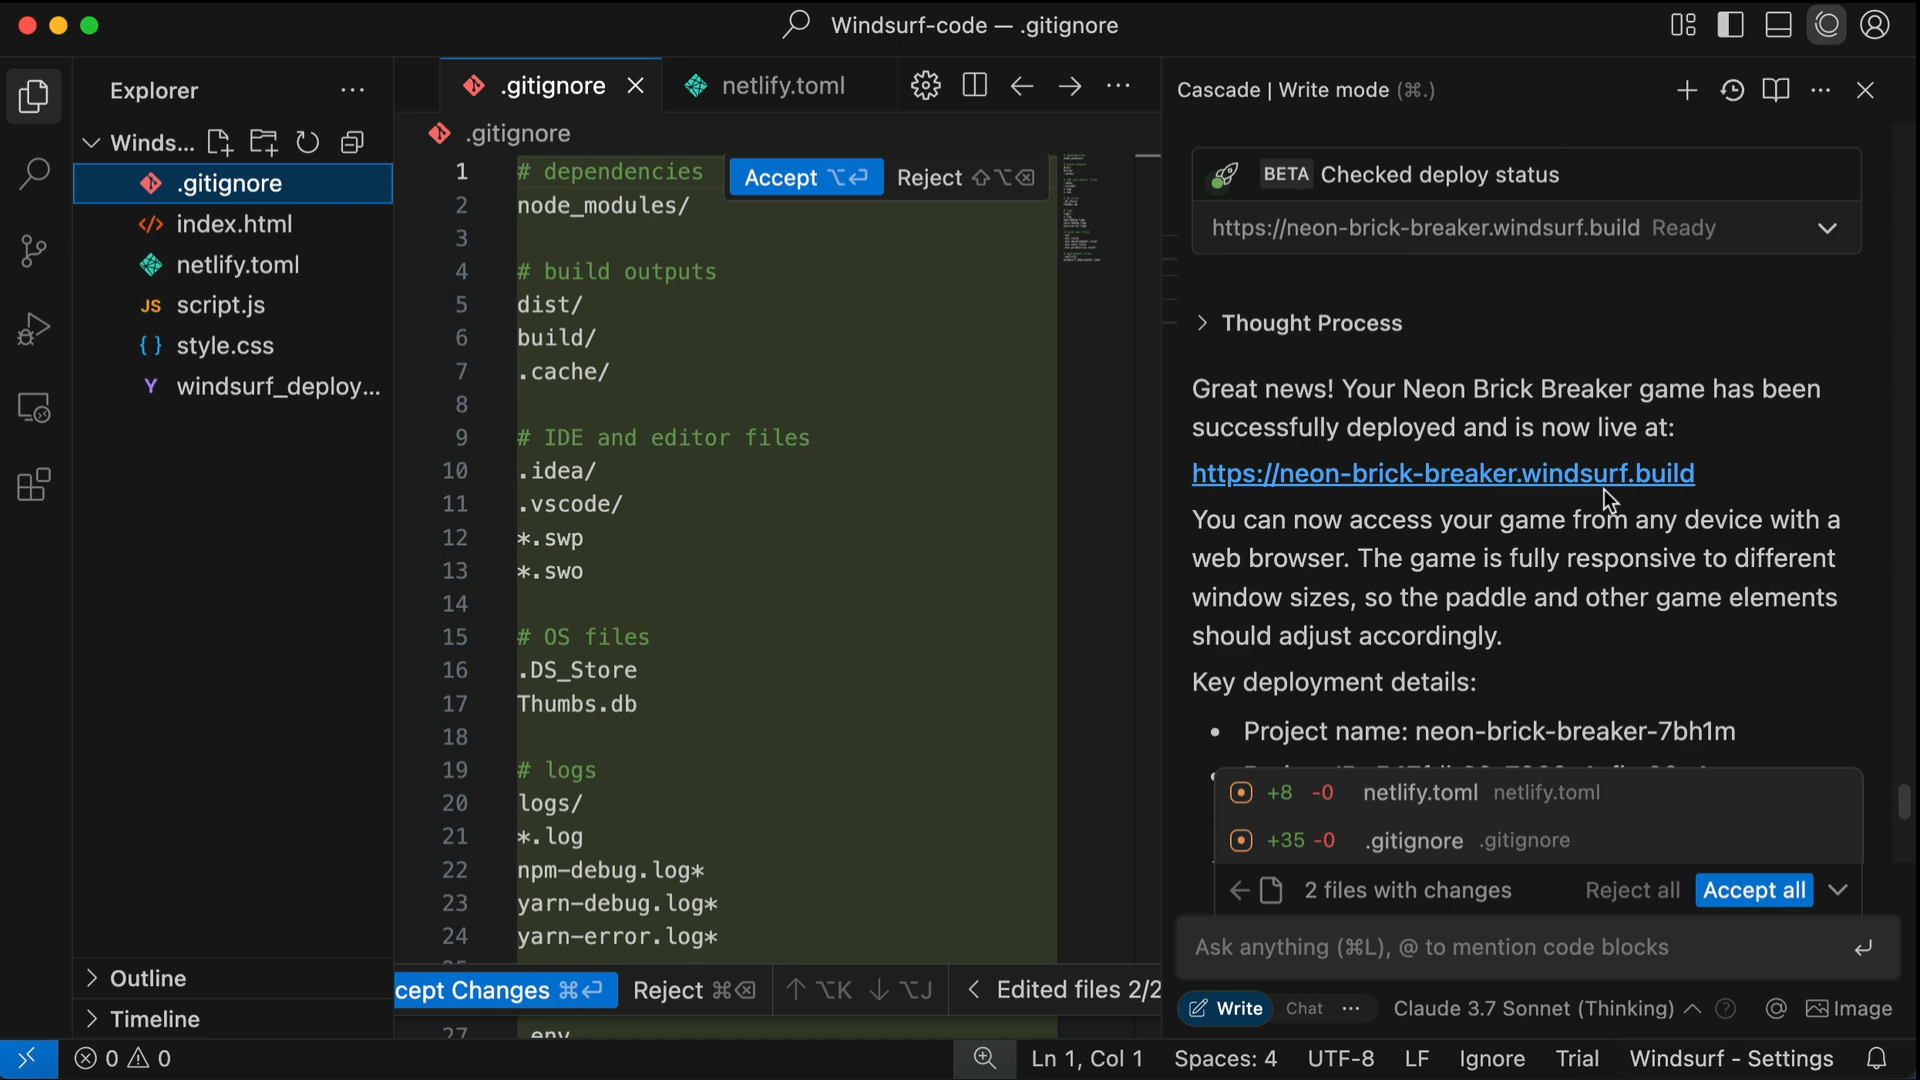 Windsurf-code — .gitignore
Explorer
Winds...
.gitignore
index.html
netlify.toml
script.js
style.css
windsurf_deploy...
Outline
Timeline
.gitignore
netlify.toml
.gitignore
Accept ⌥⏎ Reject ⇧⌥⌫
1 # dependencies
2 node_modules/
3
4 # build outputs
5 dist/
6 build/
7 .cache/
8
9 # IDE and editor files
10 .idea/
11 .vscode/
12 *.swp
13 *.swo
14
15 # OS files
16 .DS_Store
17 Thumbs.db
18
19 # logs
20 logs/
21 *.log
22 npm-debug.log*
23 yarn-debug.log*
24 yarn-error.log*
cept Changes ⌘⏎ Reject ⌘⌫ ↑ ⌥K ↓ ⌥J < Edited files 2/2
27 env
Cascade | Write mode (⌘.)
BETA Checked deploy status
https://neon-brick-breaker.windsurf.build Ready
Thought Process
Great news! Your Neon Brick Breaker game has been
successfully deployed and is now live at:
https://neon-brick-breaker.windsurf.build
You can now access your game from any device with a
web browser. The game is fully responsive to different
window sizes, so the paddle and other game elements
should adjust accordingly.
Key deployment details:
• Project name: neon-brick-breaker-7bh1m
+8 -0 netlify.toml netlify.toml
+35 -0 .gitignore .gitignore
2 files with changes Reject all Accept all
Ask anything (⌘L), @ to mention code blocks
Write Chat ... Claude 3.7 Sonnet (Thinking) Image
0 0 Ln 1, Col 1 Spaces: 4 UTF-8 LF Ignore Trial Windsurf - Settings